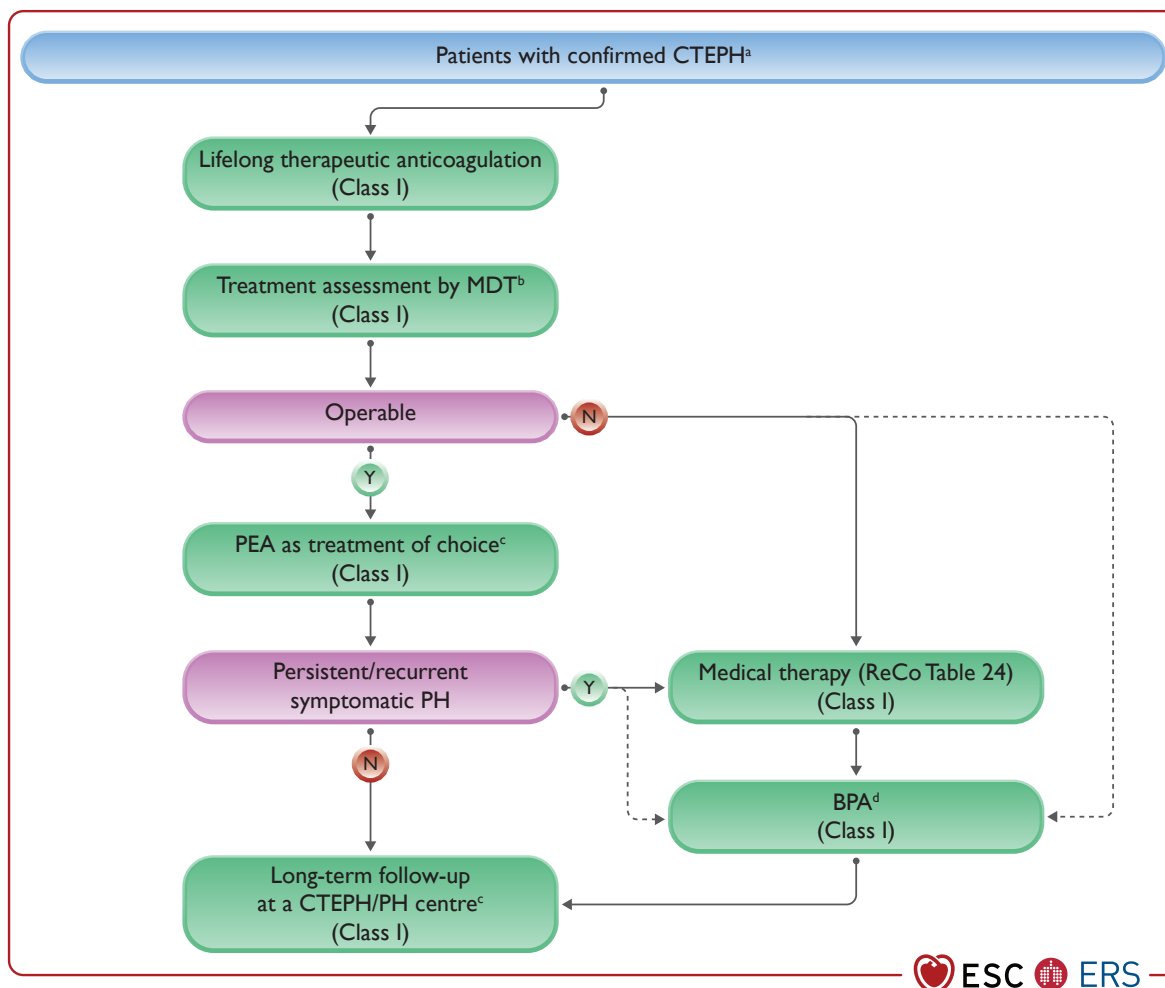 Patients with confirmed CTEPHᵃ
Lifelong therapeutic anticoagulation
(Class I)
Treatment assessment by MDTᵇ
(Class I)
Operable
N
Y
PEA as treatment of choiceᶜ
(Class I)
Persistent/recurrent
symptomatic PH
Y
N
Medical therapy (ReCo Table 24)
(Class I)
BPAᵈ
(Class I)
Long-term follow-up
at a CTEPH/PH centreᶜ
(Class I)
ESC ERS